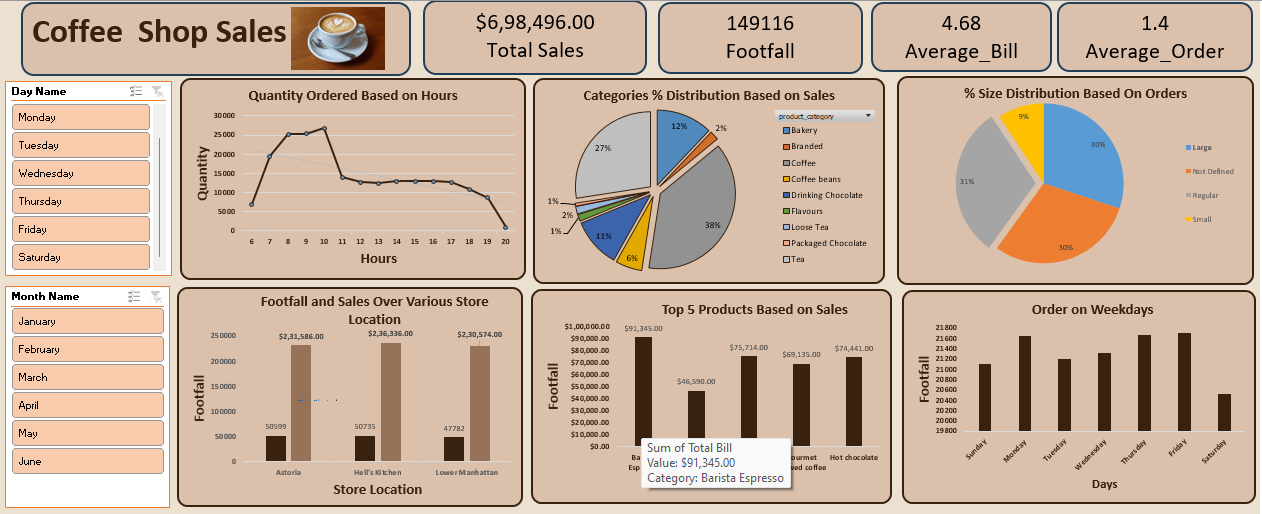 Coffee  Shop Sales
$6,98,496.00
Total Sales
149116
Footfall
4.68
Average_Bill
1.4
Average_Order
Day Name
Monday
Tuesday
Wednesday
Thursday
Friday
Saturday
Month Name
January
February
March
April
May
June
Quantity Ordered Based on Hours
Quantity
30000
25000
20000
15000
10000
5000
0
6 7 8 9 10 11 12 13 14 15 16 17 18 19 20
Hours
Categories % Distribution Based on Sales
product_category
12%
2%
38%
6%
11%
1%
2%
1%
27%
Bakery
Branded
Coffee
Coffee beans
Drinking Chocolate
Flavours
Loose Tea
Packaged Chocolate
Tea
% Size Distribution Based On Orders
30%
30%
31%
9%
Large
Not Defined
Regular
Small
Footfall and Sales Over Various Store
Location
Footfall
250000
200000
150000
100000
50000
0
$2,31,586.00
$2,36,336.00
$2,30,574.00
50599
50735
47782
Astoria
Hell's Kitchen
Lower Manhattan
Store Location
Top 5 Products Based on Sales
Footfall
$1,00,000.00
$90,000.00
$80,000.00
$70,000.00
$60,000.00
$50,000.00
$40,000.00
$30,000.00
$20,000.00
$10,000.00
$0.00
$91,345.00
$46,590.00
$75,714.00
$69,135.00
$74,441.00
Hot chocolate
Sum of Total Bill
Value: $91,345.00
Category: Barista Espresso
Order on Weekdays
Footfall
21800
21600
21400
21200
21000
20800
20600
20400
20200
20000
19800
Sunday
Monday
Tuesday
Wednesday
Thursday
Friday
Saturday
Days